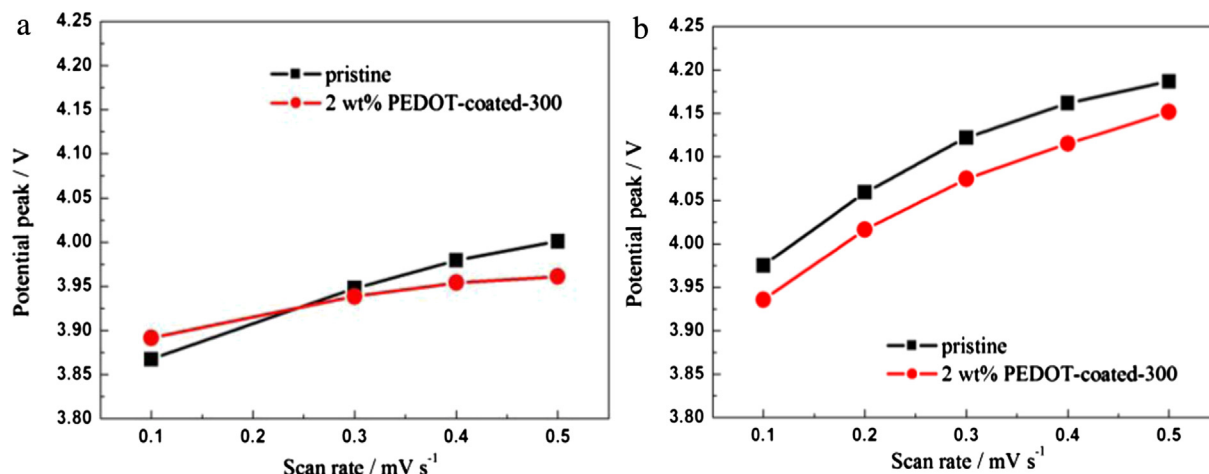 a
4.25
4.20
4.15
4.10
4.05
4.00
3.95
3.90
3.85
3.80
Potential peak / V
pristine
2 wt% PEDOT-coated-300
0.1 0.2 0.3 0.4 0.5
Scan rate / mV s⁻¹
b
4.25
4.20
4.15
4.10
4.05
4.00
3.95
3.90
3.85
3.80
Potential peak / V
pristine
2 wt% PEDOT-coated-300
0.1 0.2 0.3 0.4 0.5
Scan rate / mV s⁻¹